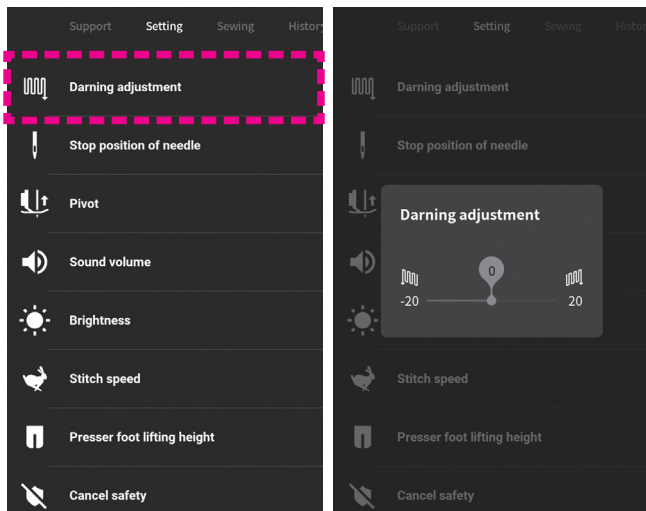 Support Setting Sewing History
Darning adjustment
Stop position of needle
Pivot
Sound volume
Brightness
Stitch speed
Presser foot lifting height
Cancel safety
Support Setting Sewing
Darning adjustment
Stop position of needle
Darning adjustment
0
-20 20
Stitch speed
Presser foot lifting height
Cancel safety